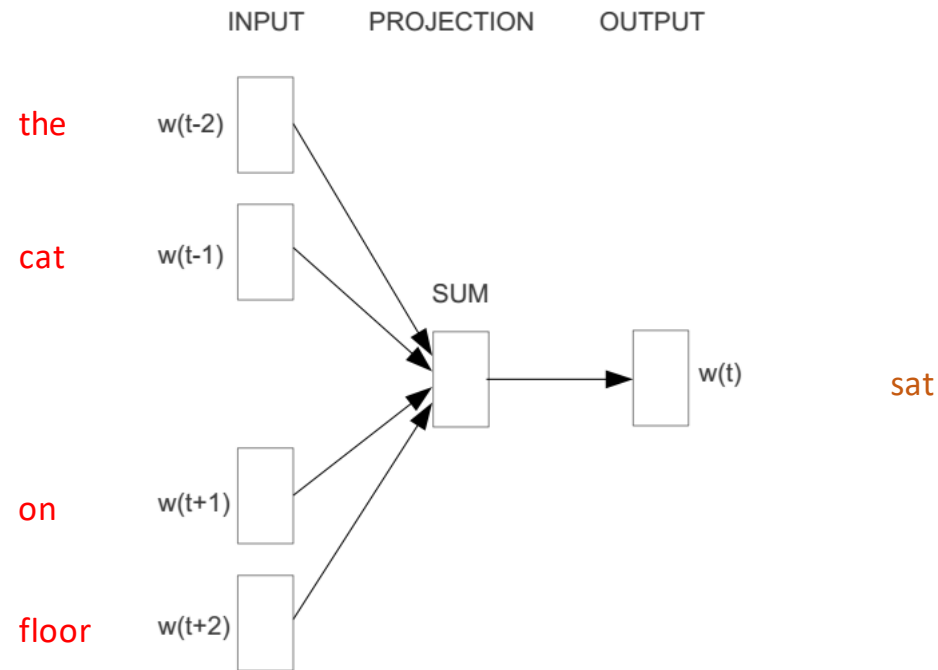 INPUT PROJECTION OUTPUT
the w(t-2)
cat w(t-1)
SUM
w(t) sat
on w(t+1)
floor w(t+2)